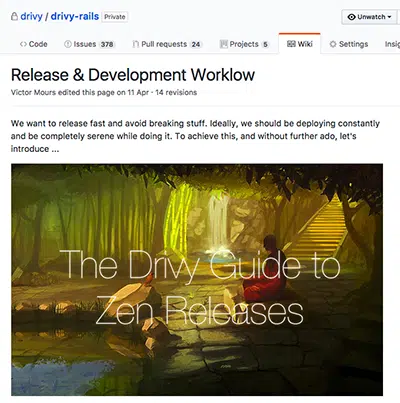 drivy / drivy-rails Private
Unwatch
Code Issues 378 Pull requests 24 Projects 5 Wiki Settings Insig
Release & Development Worklow
Victor Mours edited this page on 11 Apr · 14 revisions
We want to release fast and avoid breaking stuff. Ideally, we should be deploying constantly
and be completely serene while doing it. To achieve this, and without further ado, let's
introduce ...
The Drivy Guide to
Zen Releases